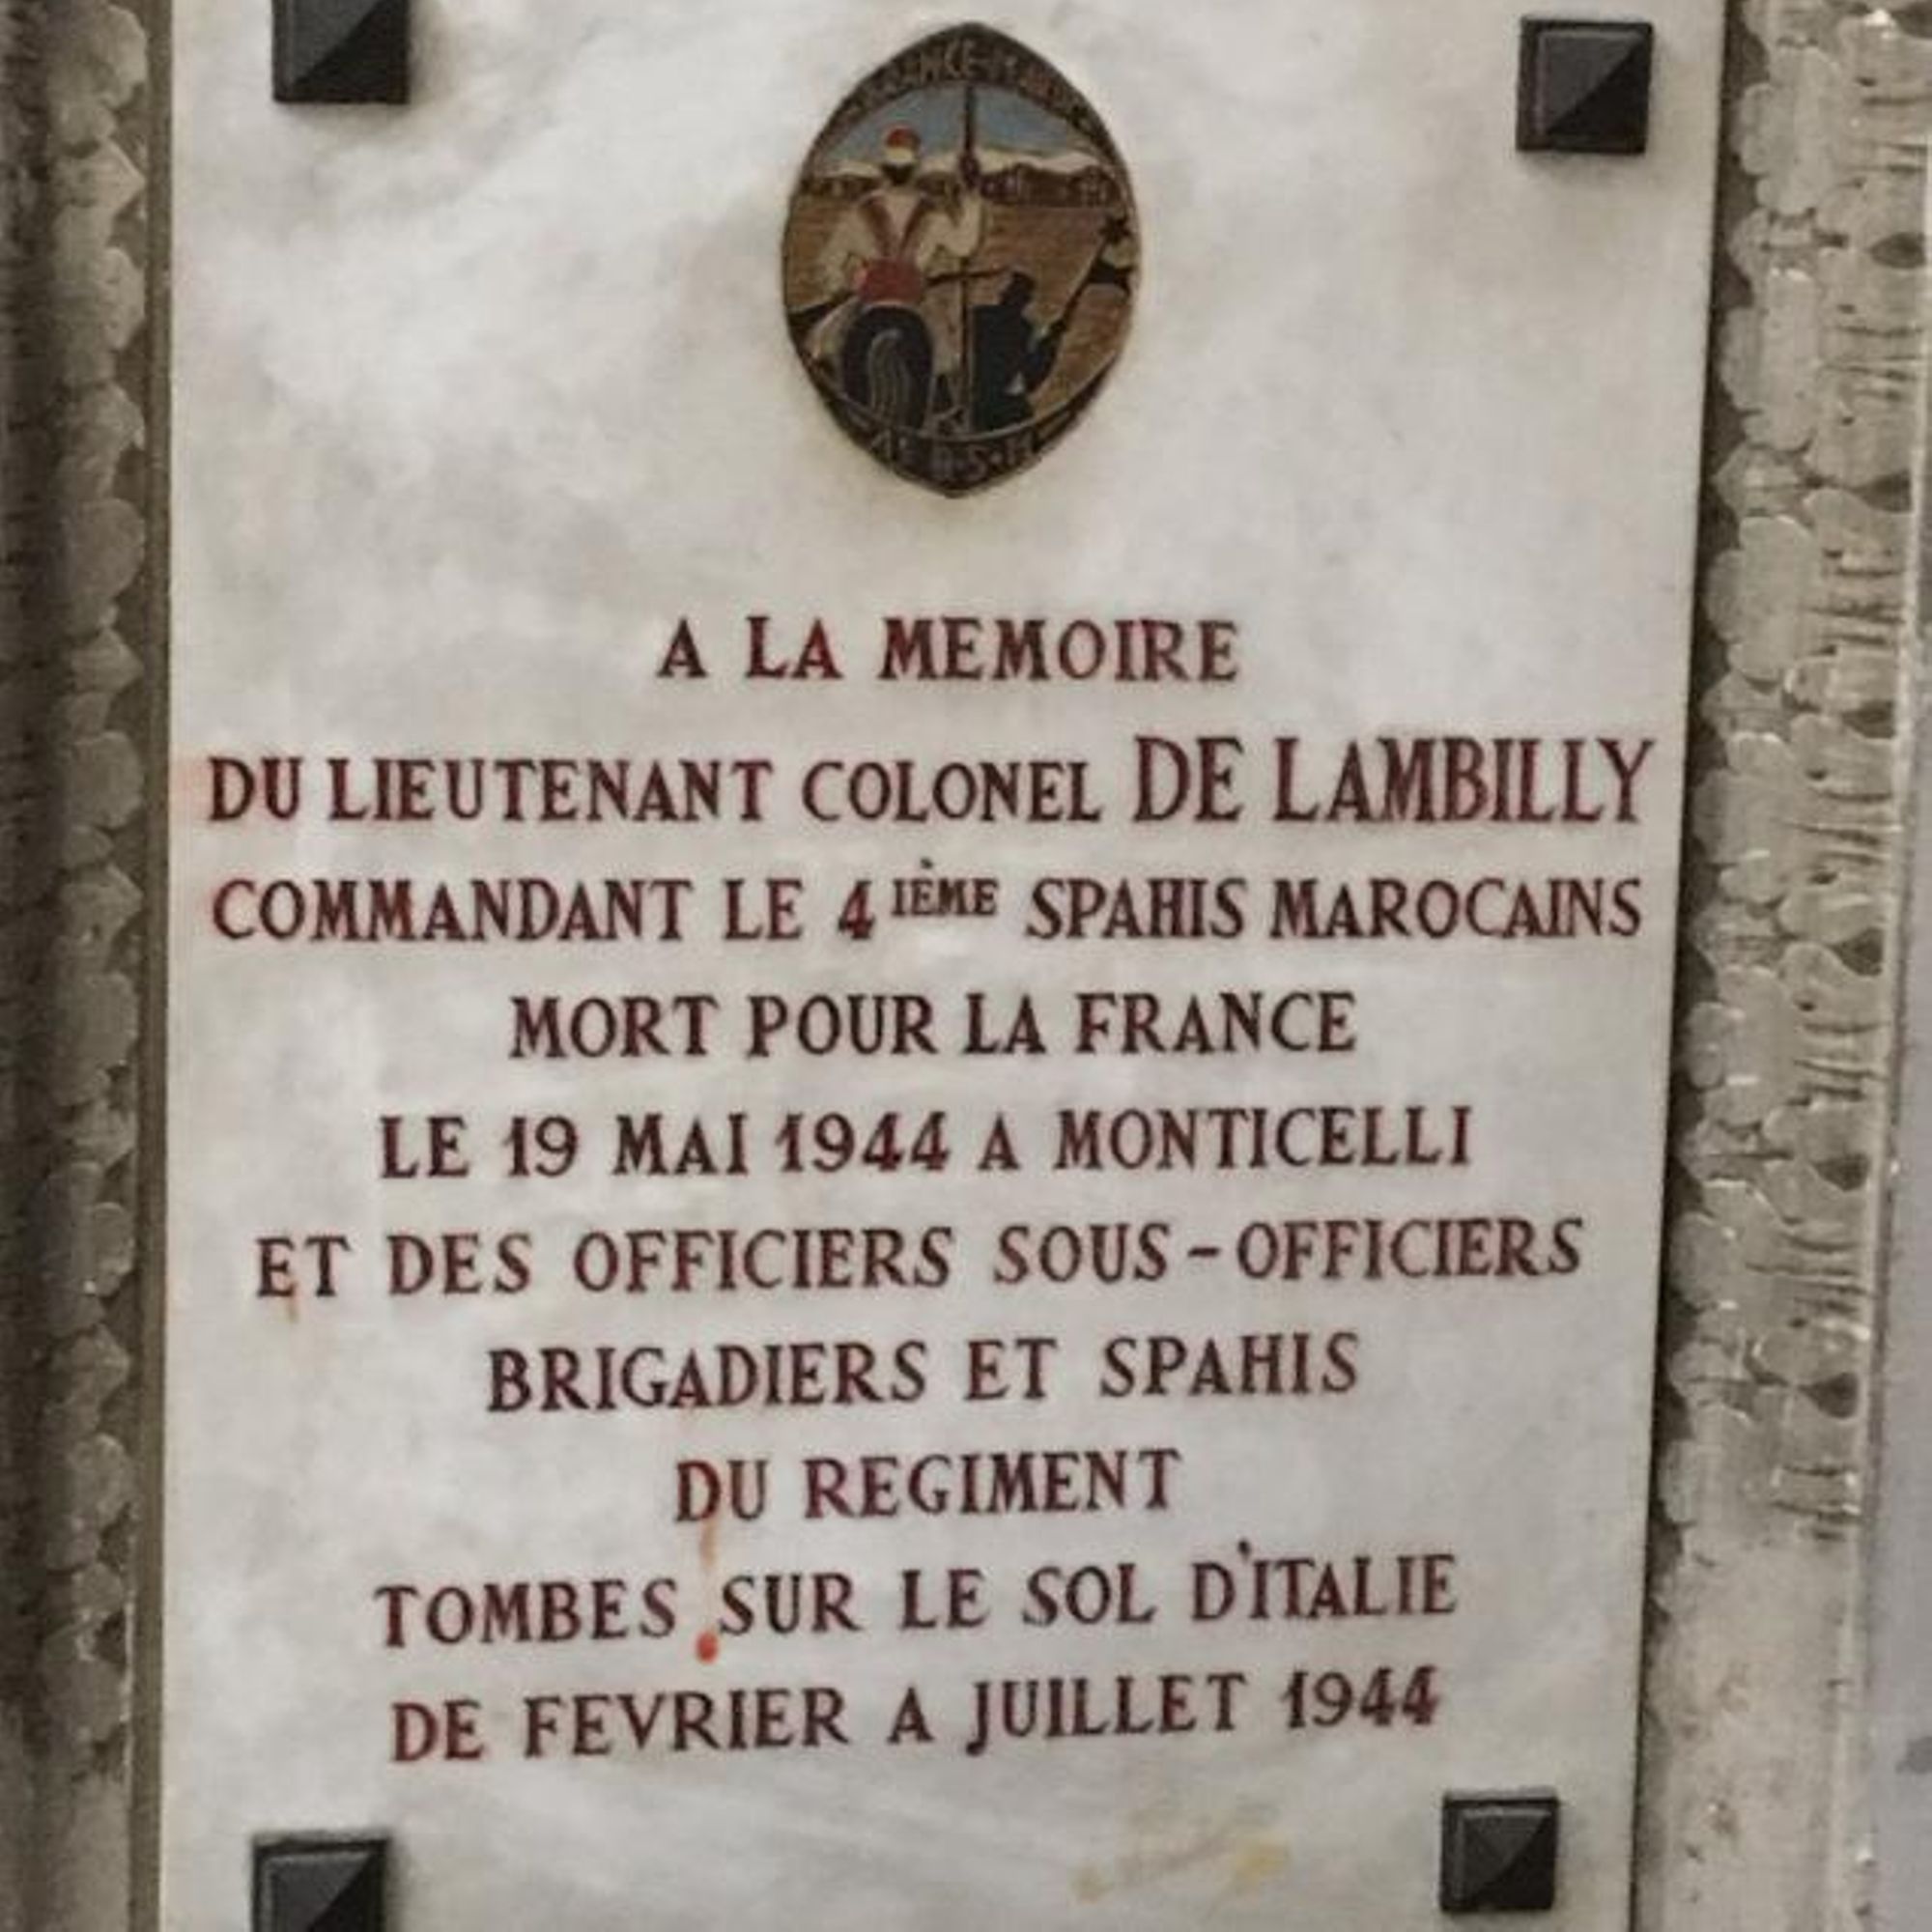 A LA MEMOIRE
DU LIEUTENANT COLONEL DE LAMBILLY
COMMANDANT LE 4IÈME SPAHIS MAROCAINS
MORT POUR LA FRANCE
LE 19 MAI 1944 A MONTICELLI
ET DES OFFICIERS SOUS-OFFICIERS
BRIGADIERS ET SPAHIS
DU REGIMENT
TOMBES SUR LE SOL D'ITALIE
DE FEVRIER A JUILLET 1944